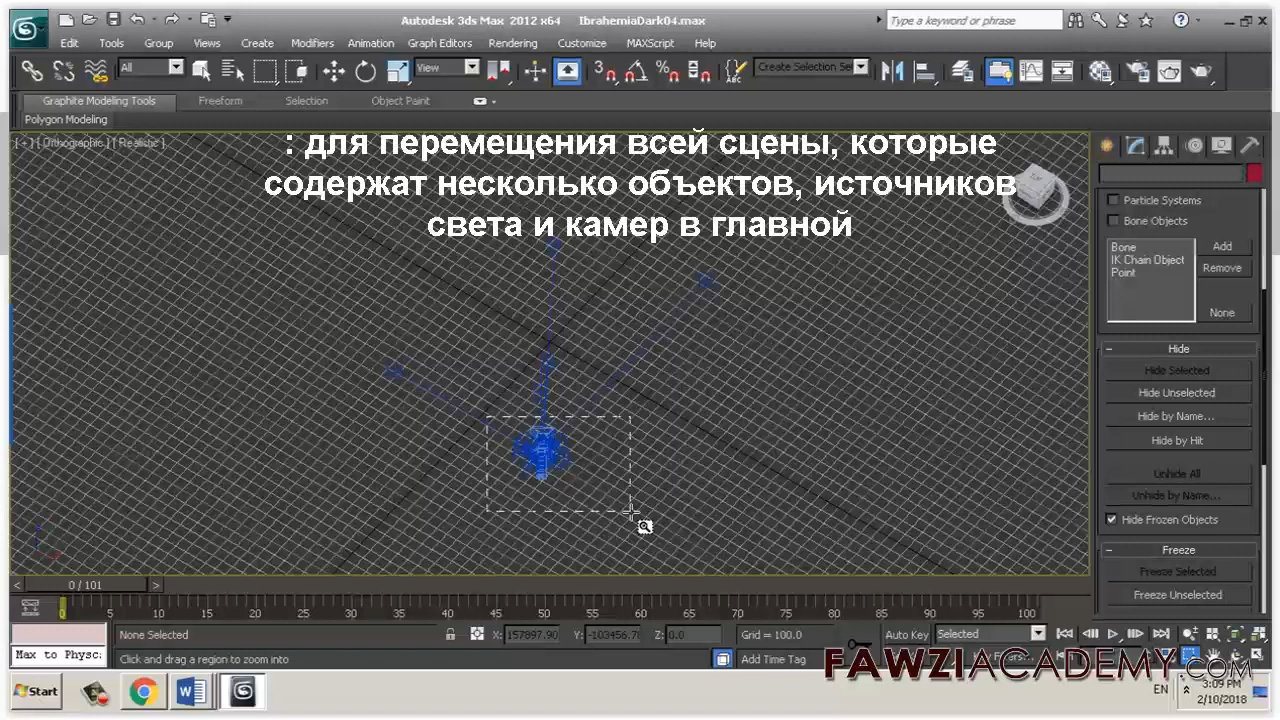 Autodesk 3ds Max 2012 x64 IbrahemiaDark04.max
Type a keyword or phrase
Edit Tools Group Views Create Modifiers Animation Graph Editors Rendering Customize MAXScript Help
All View Create Selection Se
Graphite Modeling Tools Freeform Selection Object Paint
Polygon Modeling
[ + ] [ Orthographic ] [ Realistic ]
: для перемещения всей сцены, которые
содержат несколько объектов, источников
света и камер в главной
Particle Systems
Bone Objects
Bone
IK Chain Object
Point
Add
Remove
None
Hide
Hide Selected
Hide Unselected
Hide by Name...
Hide by Hit
Unhide All
Unhide by Name...
Hide Frozen Objects
Freeze
Freeze Selected
Freeze Unselected
0 / 101
0 5 10 15 20 25 30 35 40 45 50 55 60 65 70 75 80 85 90 95 100
None Selected X: 157897.90 Y: -103456.7 Z: 0.0 Grid = 100.0 Auto Key Selected
Max to Physc: Click and drag a region to zoom into Add Time Tag
FAWZIACADEMY.COM
Start
EN 3:09 PM
2/10/2018